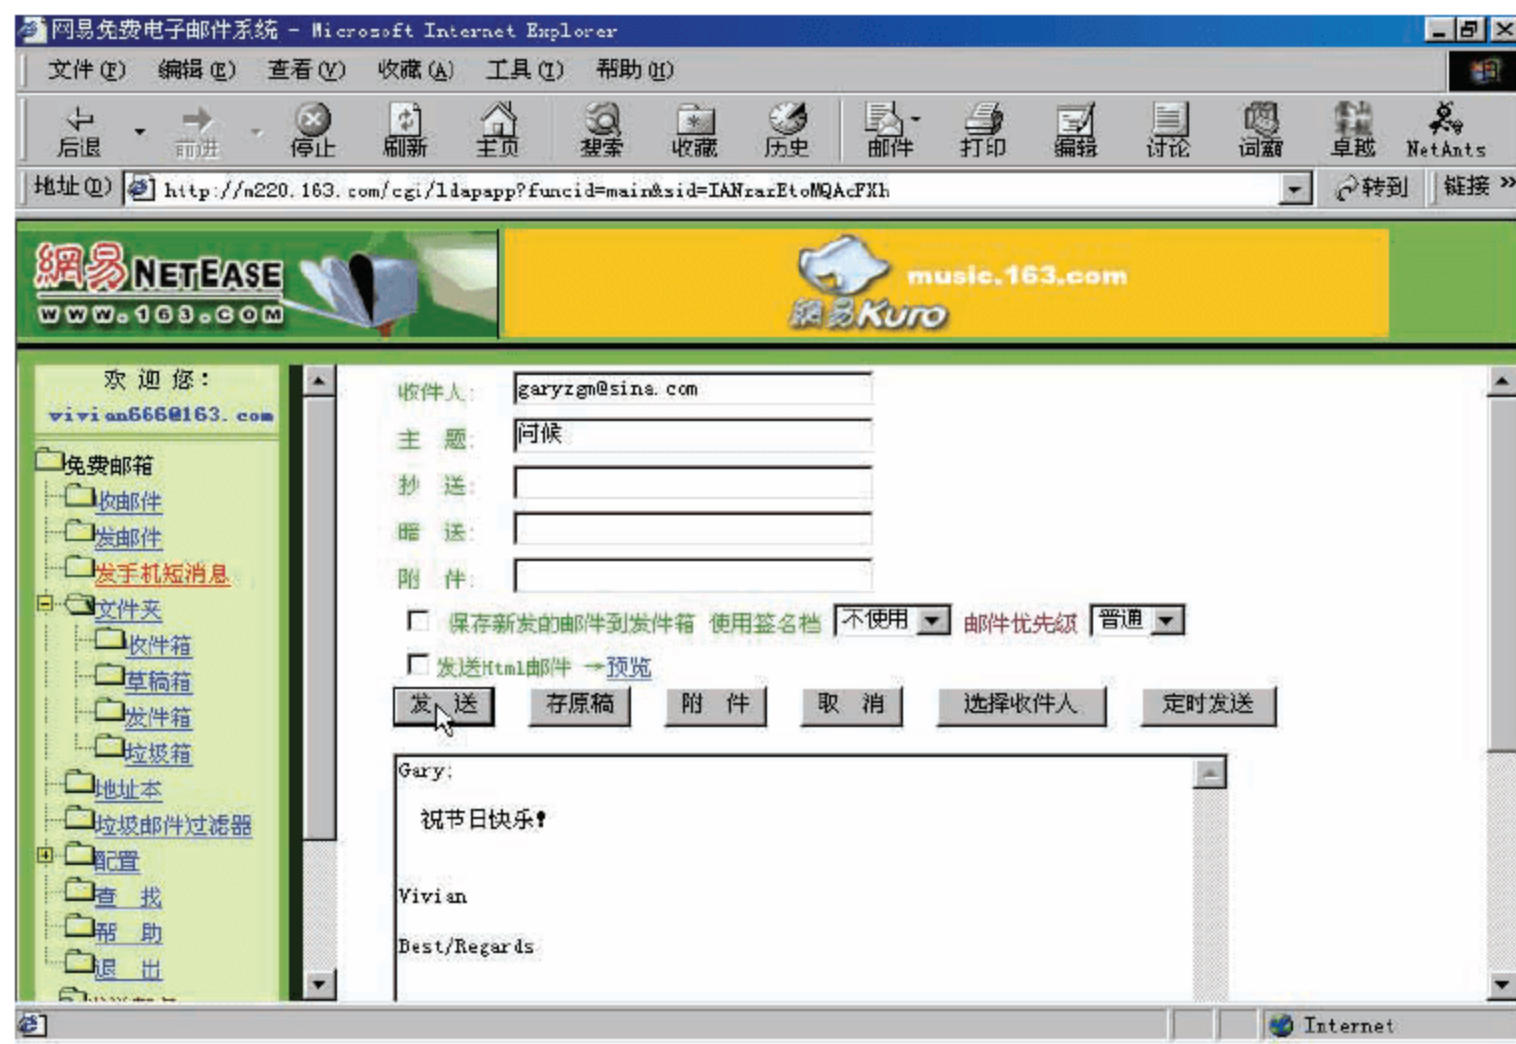 网易免费电子邮件系统 - Microsoft Internet Explorer
文件(F) 编辑(E) 查看(V) 收藏(A) 工具(T) 帮助(H)
后退 前进 停止 刷新 主页 搜索 收藏 历史 邮件 打印 编辑 讨论 词霸 卓越 NetAnts
地址(D) http://n220.163.com/cgi/ldapapp?funcid=main&sid=IANrarEtoMQAcFXh 转到 链接 »
網易 NETEASE
www.163.com
music.163.com
網易Kuro
欢迎您:
vivian666@163.com
免费邮箱
收邮件
发邮件
发手机短消息
文件夹
收件箱
草稿箱
发件箱
垃圾箱
地址本
垃圾邮件过滤器
配置
查 找
帮 助
退 出
收件人: garyzgm@sina.com
主 题: 问候
抄 送:
暗 送:
附 件:
保存新发的邮件到发件箱 使用签名档 不使用 邮件优先级 普通
发送Html邮件 →预览
发 送 存原稿 附 件 取 消 选择收件人 定时发送
Gary:
祝节日快乐!
Vivian
Best/Regards
Internet